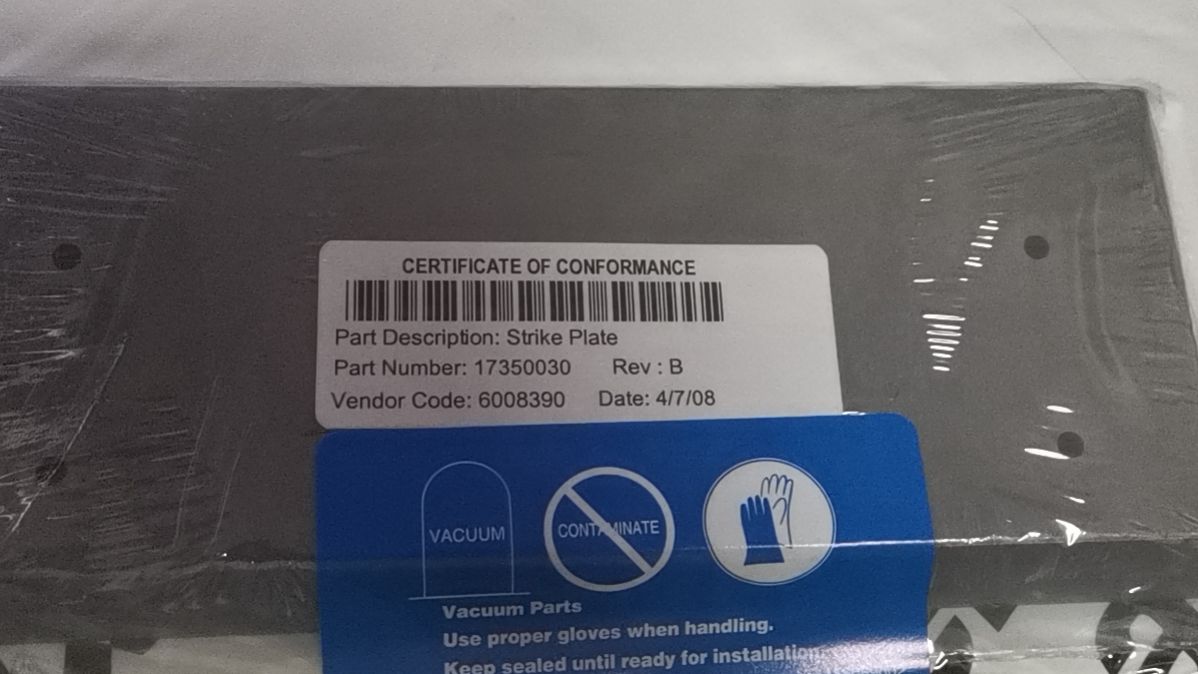 CERTIFICATE OF CONFORMANCE
Part Description: Strike Plate
Part Number: 17350030 Rev : B
Vendor Code: 6008390 Date: 4/7/08
VACUUM
CONTAMINATE
Vacuum Parts
Use proper gloves when handling.
Keep sealed until ready for installation